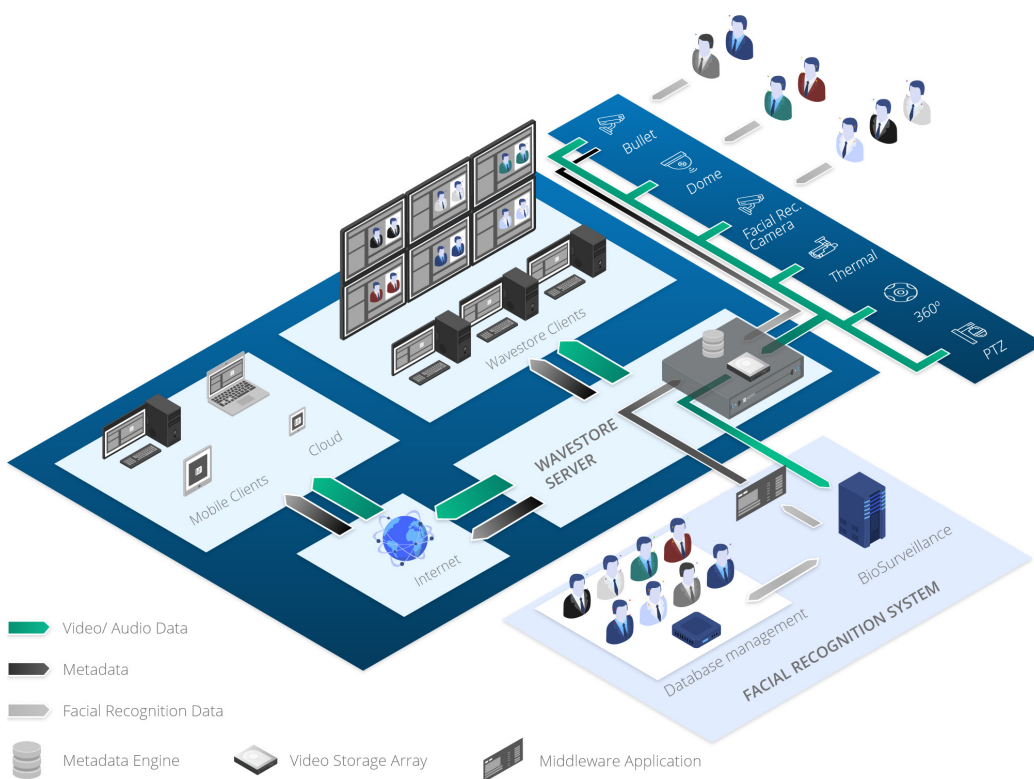 Bullet
Dome
Facial Rec.
Camera
Thermal
360º
PTZ
Wavestore Clients
WAVESTORE
SERVER
Cloud
Mobile Clients
Internet
BioSurveillance
Database management
FACIAL RECOGNITION SYSTEM
Video/ Audio Data
Metadata
Facial Recognition Data
Metadata Engine
Video Storage Array
Middleware Application